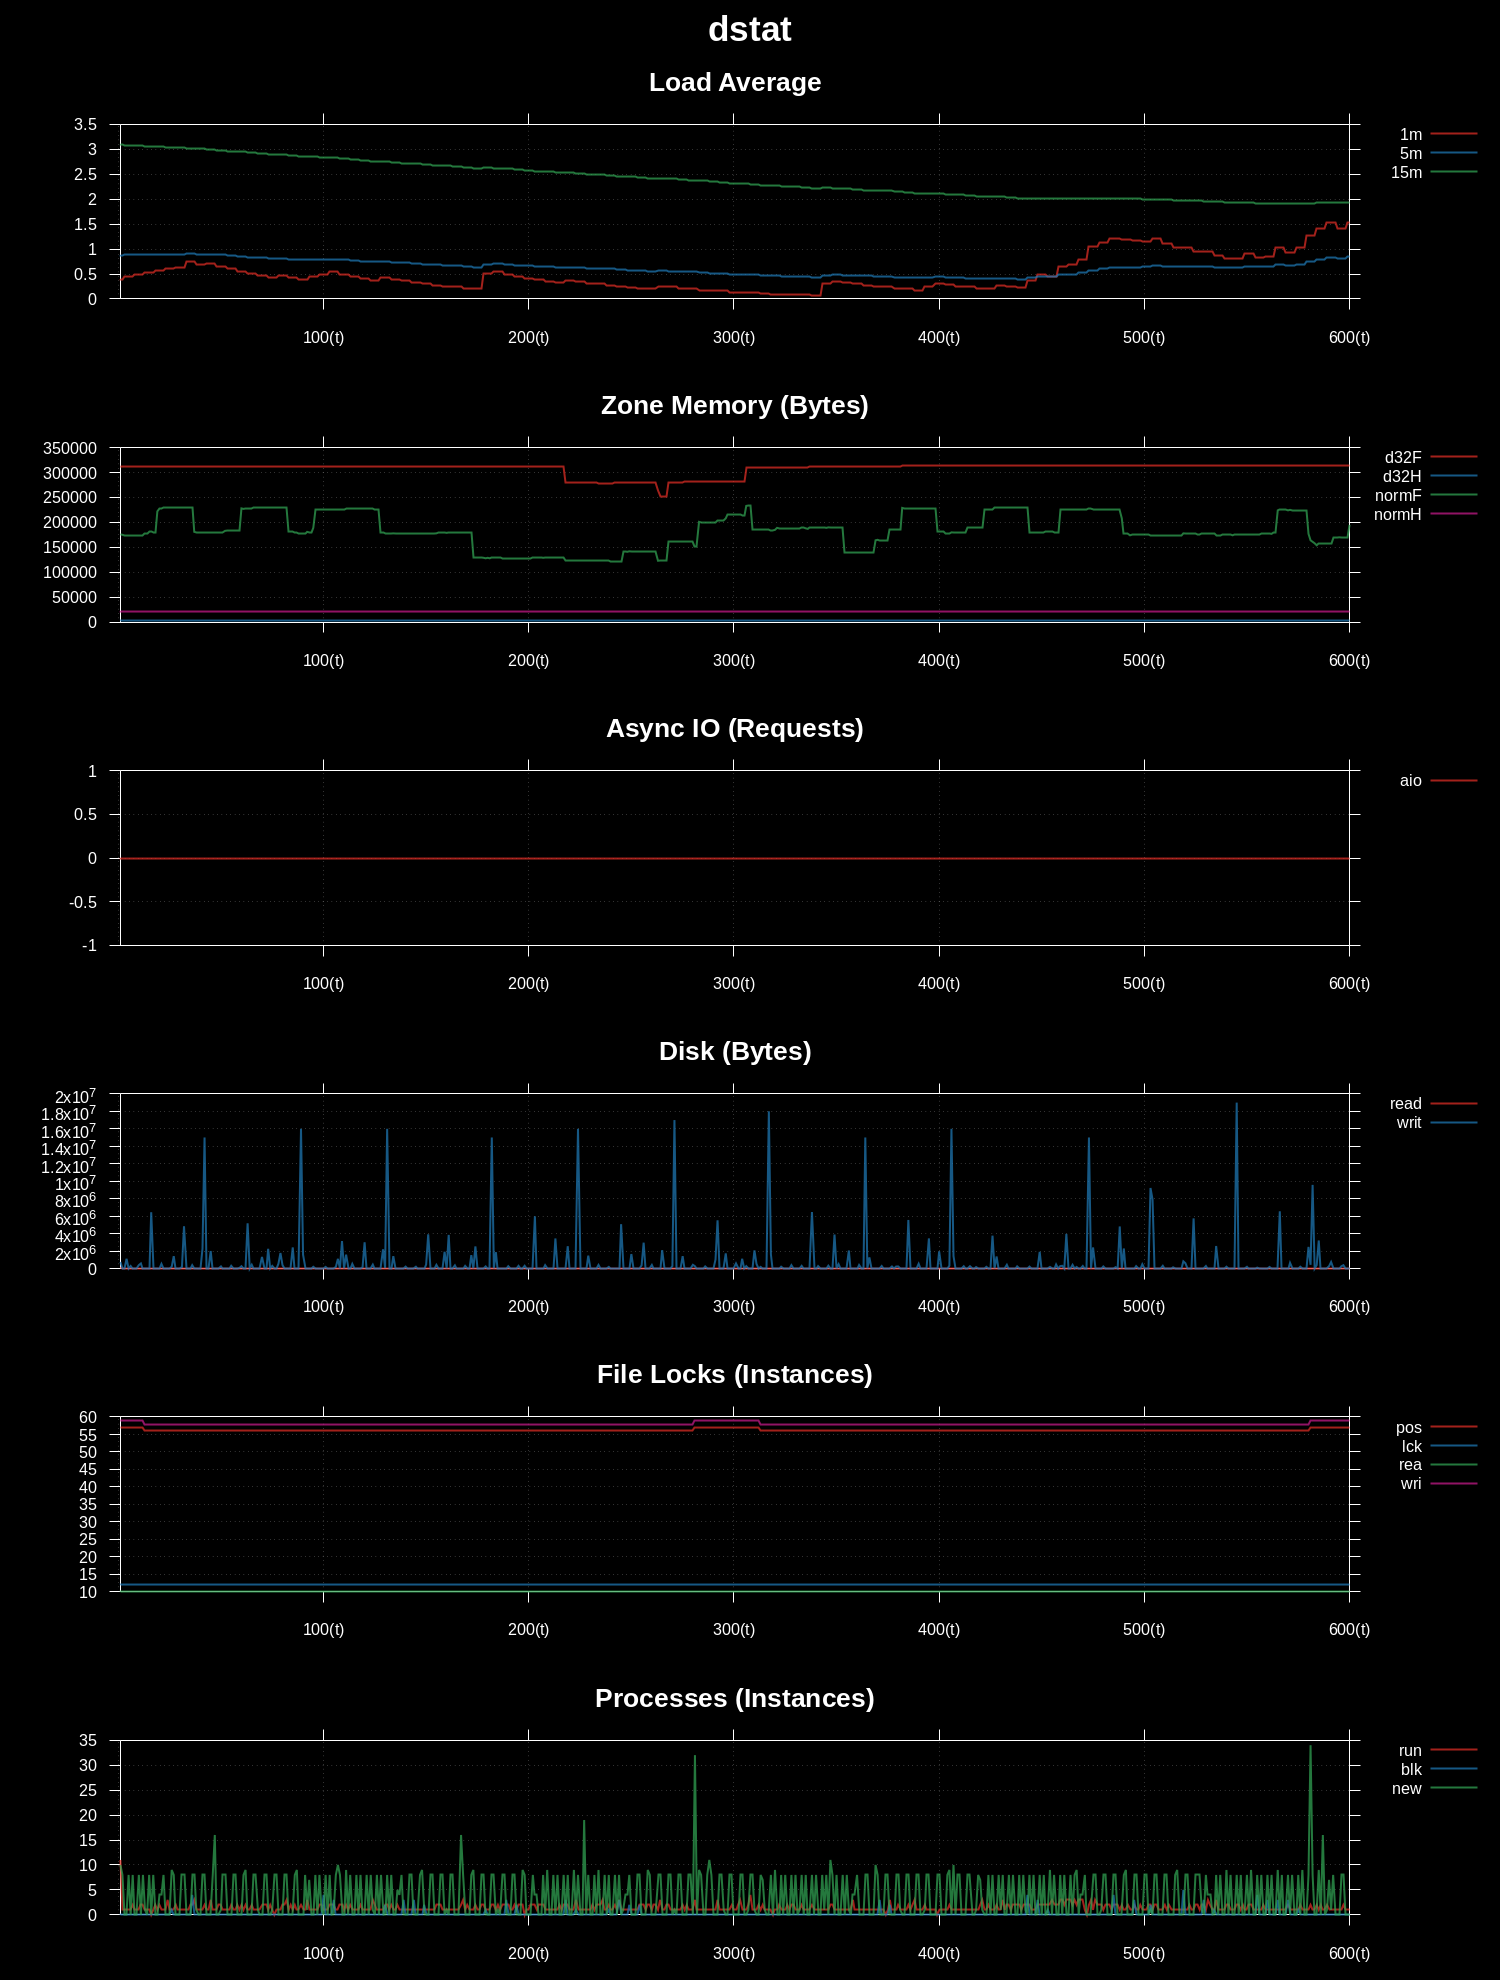 dstat
Load Average
3.5
3
2.5
2
1.5
1
0.5
0
100(t) 200(t) 300(t) 400(t) 500(t) 600(t)
1m
5m
15m
Zone Memory (Bytes)
350000
300000
250000
200000
150000
100000
50000
0
100(t) 200(t) 300(t) 400(t) 500(t) 600(t)
d32F
d32H
normF
normH
Async IO (Requests)
1
0.5
0
-0.5
-1
100(t) 200(t) 300(t) 400(t) 500(t) 600(t)
aio
Disk (Bytes)
2x10⁷
1.8x10⁷
1.6x10⁷
1.4x10⁷
1.2x10⁷
1x10⁷
8x10⁶
6x10⁶
4x10⁶
2x10⁶
0
100(t) 200(t) 300(t) 400(t) 500(t) 600(t)
read
writ
File Locks (Instances)
60
55
50
45
40
35
30
25
20
15
10
100(t) 200(t) 300(t) 400(t) 500(t) 600(t)
pos
lck
rea
wri
Processes (Instances)
35
30
25
20
15
10
5
0
100(t) 200(t) 300(t) 400(t) 500(t) 600(t)
run
blk
new